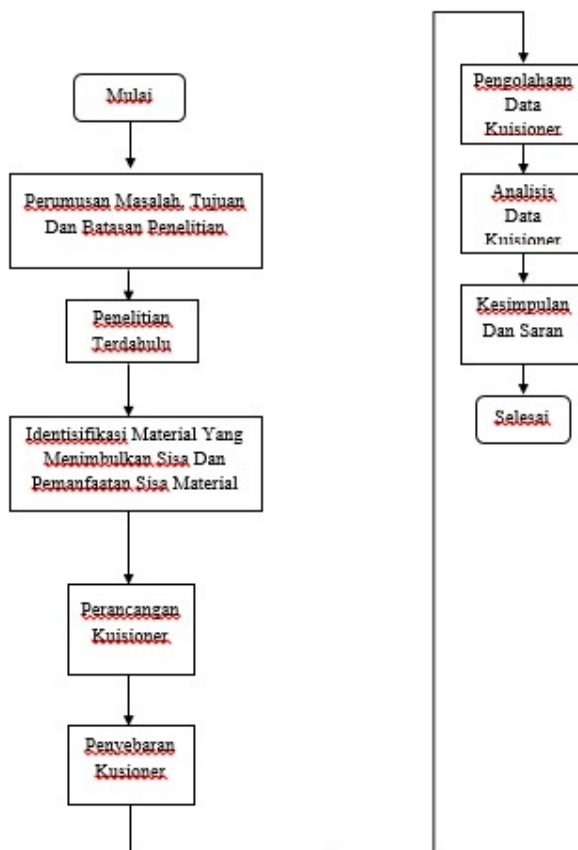 Mulai
Perumusan Masalah, Tujuan
Dan Batasan Penelitian
Penelitian
Terdahulu
Identisifikasi Material Yang
Menimbulkan Sisa Dan
Pemanfaatan Sisa Material
Perancangan
Kuisioner
Penyebaran
Kusioner
Pengolahaan
Data
Kuisioner
Analisis
Data
Kuisioner
Kesimpulan
Dan Saran
Selesai